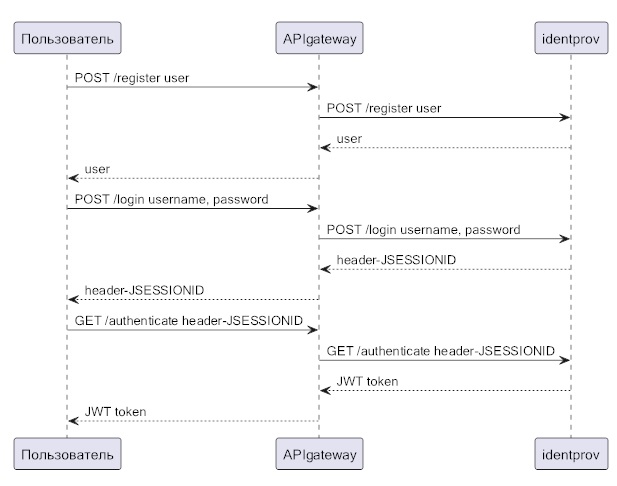 Пользователь APIgateway identprov
POST /register user
POST /register user
user
user
POST /login username, password
POST /login username, password
header-JSESSIONID
header-JSESSIONID
GET /authenticate header-JSESSIONID
GET /authenticate header-JSESSIONID
JWT token
JWT token
Пользователь APIgateway identprov